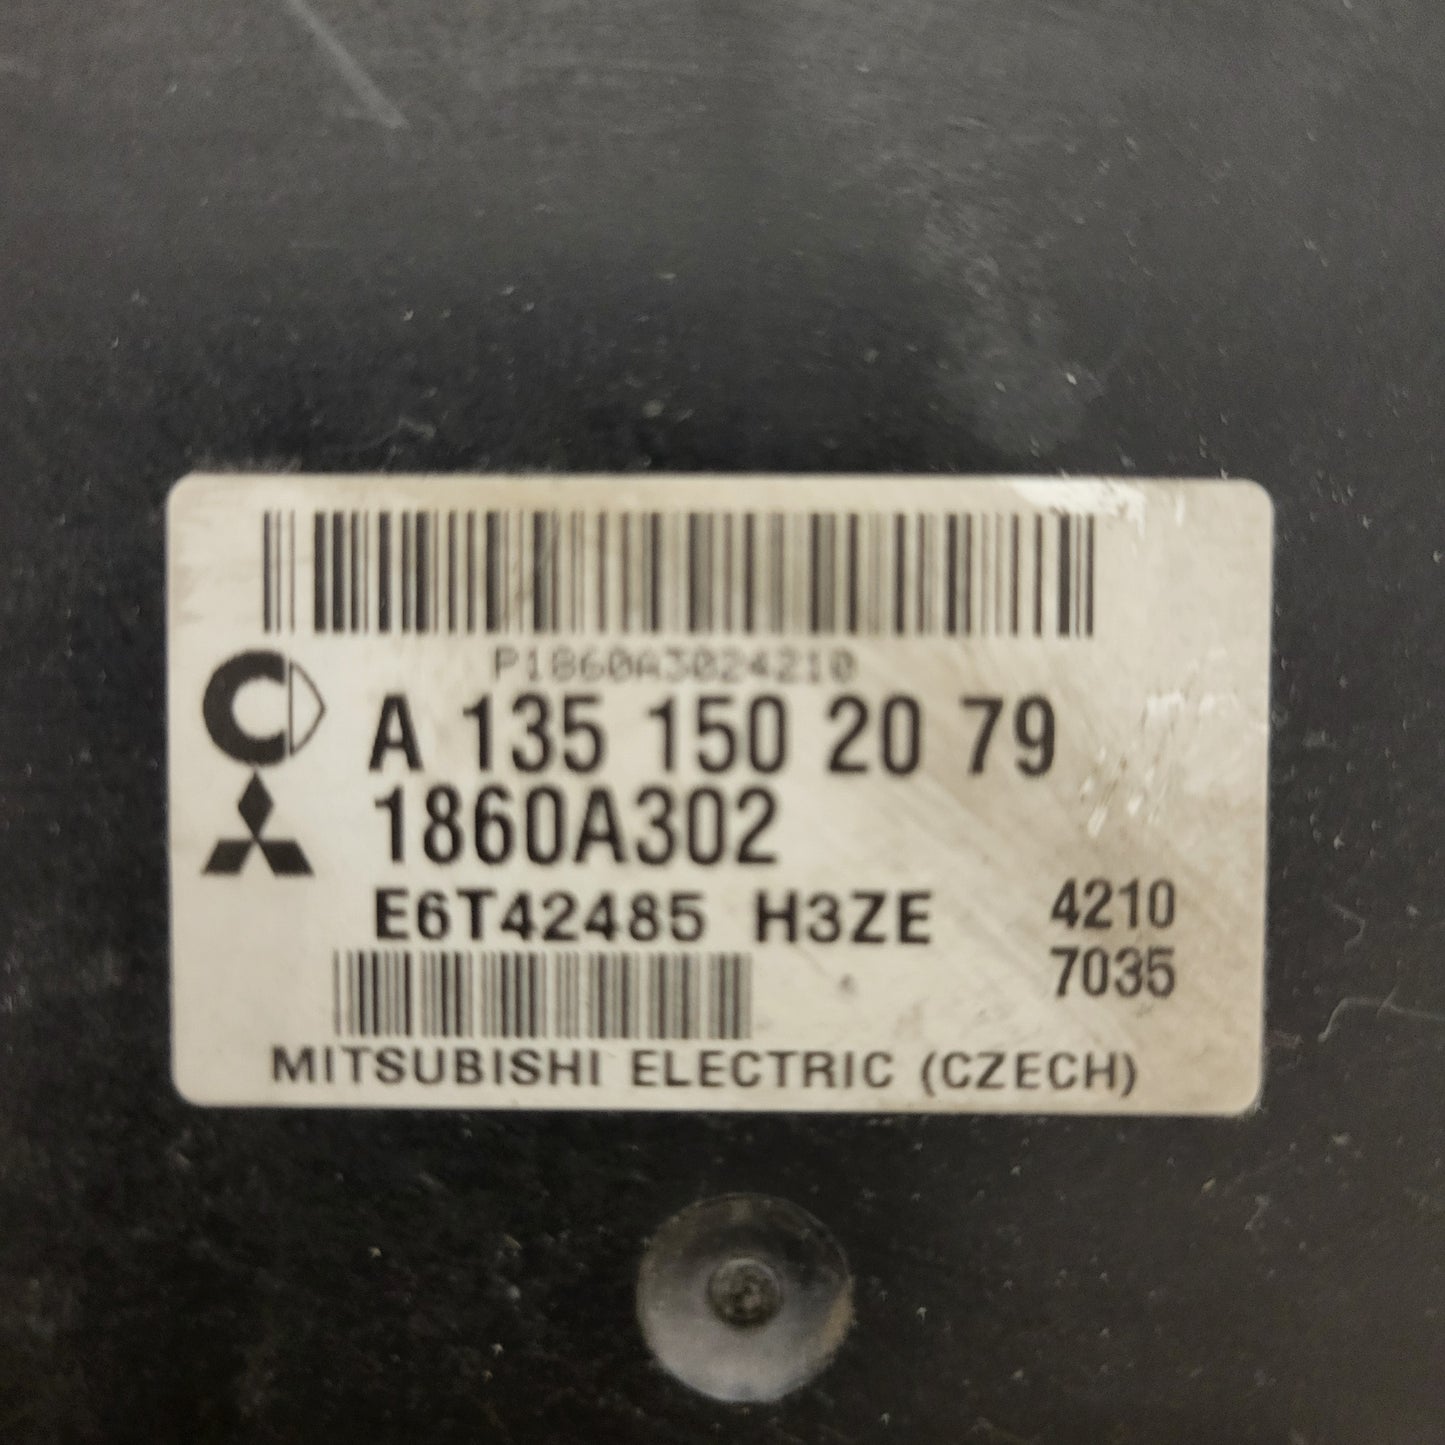 P1860A3024210
A 135 150 20 79
1860A302
E6T42485 H3ZE 4210
7035
MITSUBISHI ELECTRIC (CZECH)